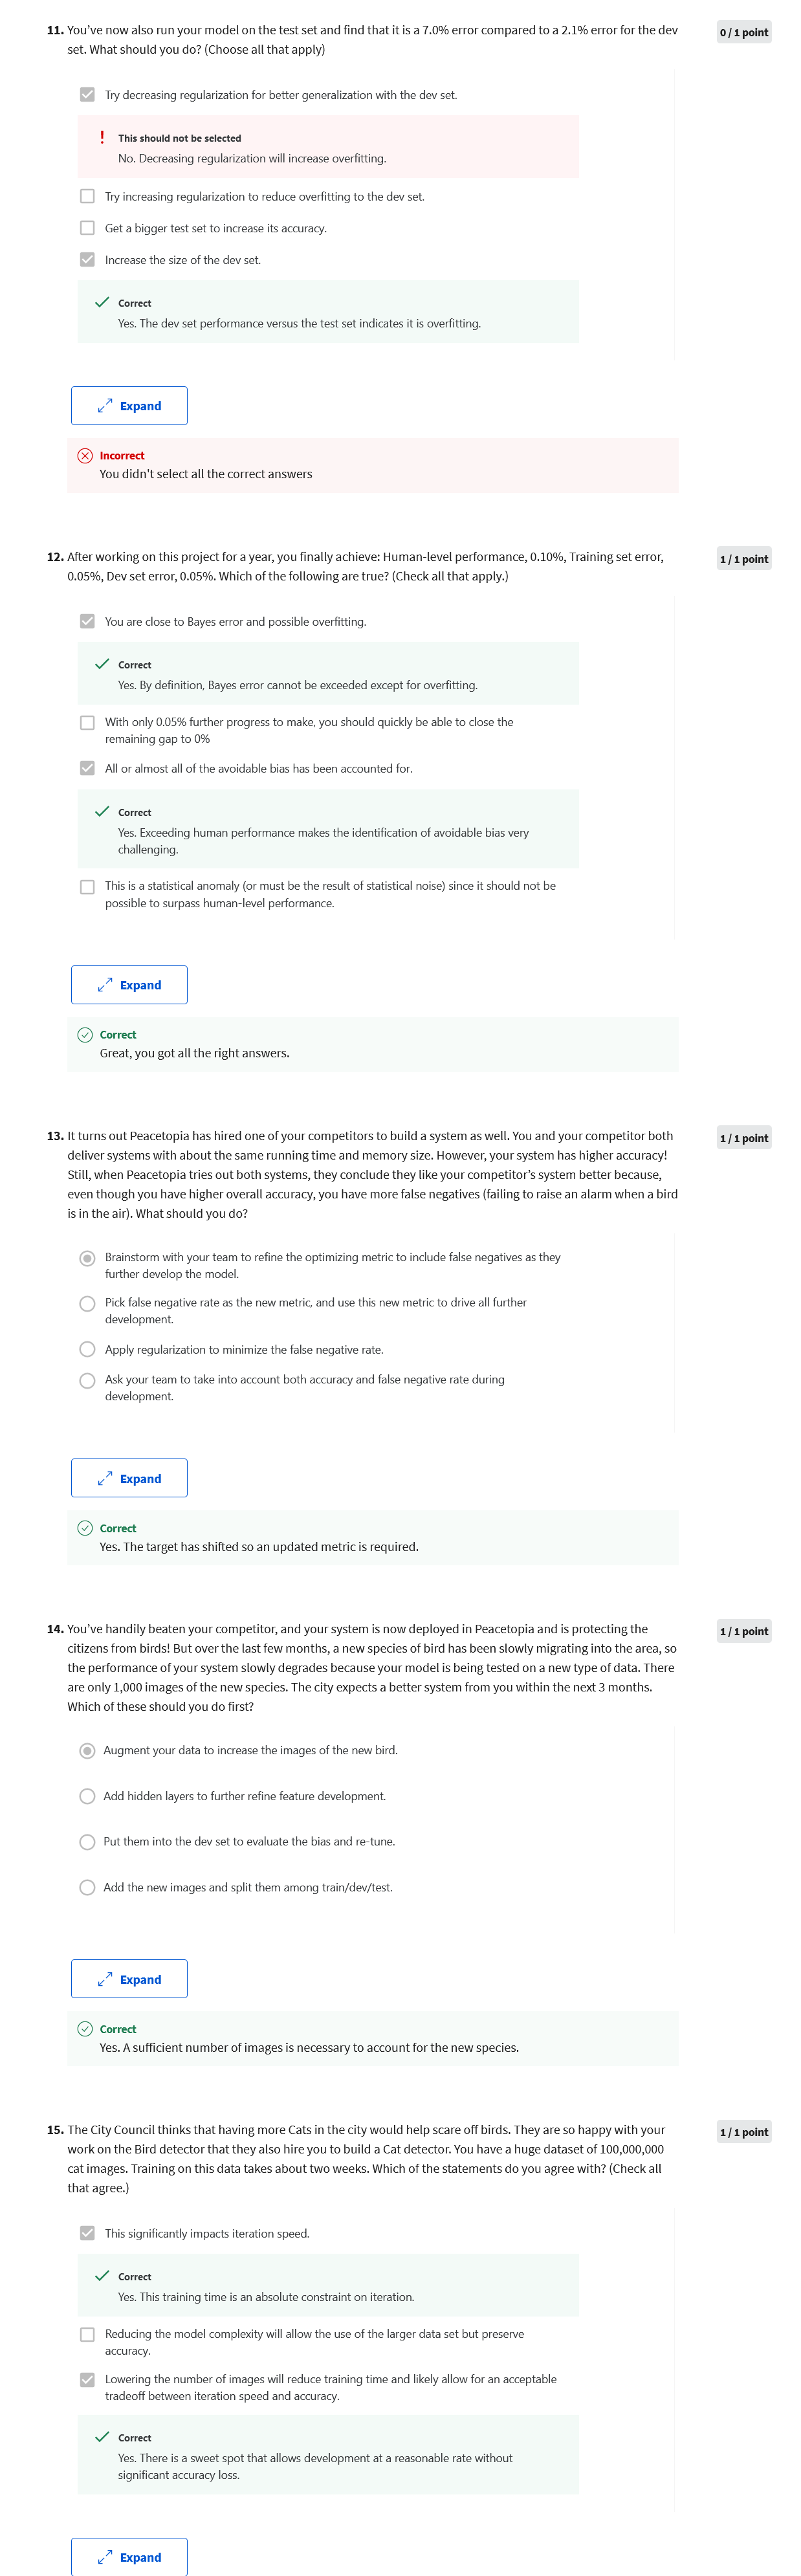 11. You've now also run your model on the test set and find that it is a 7.0% error compared to a 2.1% error for the dev
set. What should you do? (Choose all that apply)
0 / 1 point
Try decreasing regularization for better generalization with the dev set.
! This should not be selected
No. Decreasing regularization will increase overfitting.
Try increasing regularization to reduce overfitting to the dev set.
Get a bigger test set to increase its accuracy.
Increase the size of the dev set.
Correct
Yes. The dev set performance versus the test set indicates it is overfitting.
Expand
Incorrect
You didn't select all the correct answers
12. After working on this project for a year, you finally achieve: Human-level performance, 0.10%, Training set error,
0.05%, Dev set error, 0.05%. Which of the following are true? (Check all that apply.)
1 / 1 point
You are close to Bayes error and possible overfitting.
Correct
Yes. By definition, Bayes error cannot be exceeded except for overfitting.
With only 0.05% further progress to make, you should quickly be able to close the
remaining gap to 0%
All or almost all of the avoidable bias has been accounted for.
Correct
Yes. Exceeding human performance makes the identification of avoidable bias very
challenging.
This is a statistical anomaly (or must be the result of statistical noise) since it should not be
possible to surpass human-level performance.
Expand
Correct
Great, you got all the right answers.
13. It turns out Peacetopia has hired one of your competitors to build a system as well. You and your competitor both
deliver systems with about the same running time and memory size. However, your system has higher accuracy!
Still, when Peacetopia tries out both systems, they conclude they like your competitor's system better because,
even though you have higher overall accuracy, you have more false negatives (failing to raise an alarm when a bird
is in the air). What should you do?
1 / 1 point
Brainstorm with your team to refine the optimizing metric to include false negatives as they
further develop the model.
Pick false negative rate as the new metric, and use this new metric to drive all further
development.
Apply regularization to minimize the false negative rate.
Ask your team to take into account both accuracy and false negative rate during
development.
Expand
Correct
Yes. The target has shifted so an updated metric is required.
14. You've handily beaten your competitor, and your system is now deployed in Peacetopia and is protecting the
citizens from birds! But over the last few months, a new species of bird has been slowly migrating into the area, so
the performance of your system slowly degrades because your model is being tested on a new type of data. There
are only 1,000 images of the new species. The city expects a better system from you within the next 3 months.
Which of these should you do first?
1 / 1 point
Augment your data to increase the images of the new bird.
Add hidden layers to further refine feature development.
Put them into the dev set to evaluate the bias and re-tune.
Add the new images and split them among train/dev/test.
Expand
Correct
Yes. A sufficient number of images is necessary to account for the new species.
15. The City Council thinks that having more Cats in the city would help scare off birds. They are so happy with your
work on the Bird detector that they also hire you to build a Cat detector. You have a huge dataset of 100,000,000
cat images. Training on this data takes about two weeks. Which of the statements do you agree with? (Check all
that agree.)
1 / 1 point
This significantly impacts iteration speed.
Correct
Yes. This training time is an absolute constraint on iteration.
Reducing the model complexity will allow the use of the larger data set but preserve
accuracy.
Lowering the number of images will reduce training time and likely allow for an acceptable
tradeoff between iteration speed and accuracy.
Correct
Yes. There is a sweet spot that allows development at a reasonable rate without
significant accuracy loss.
Expand